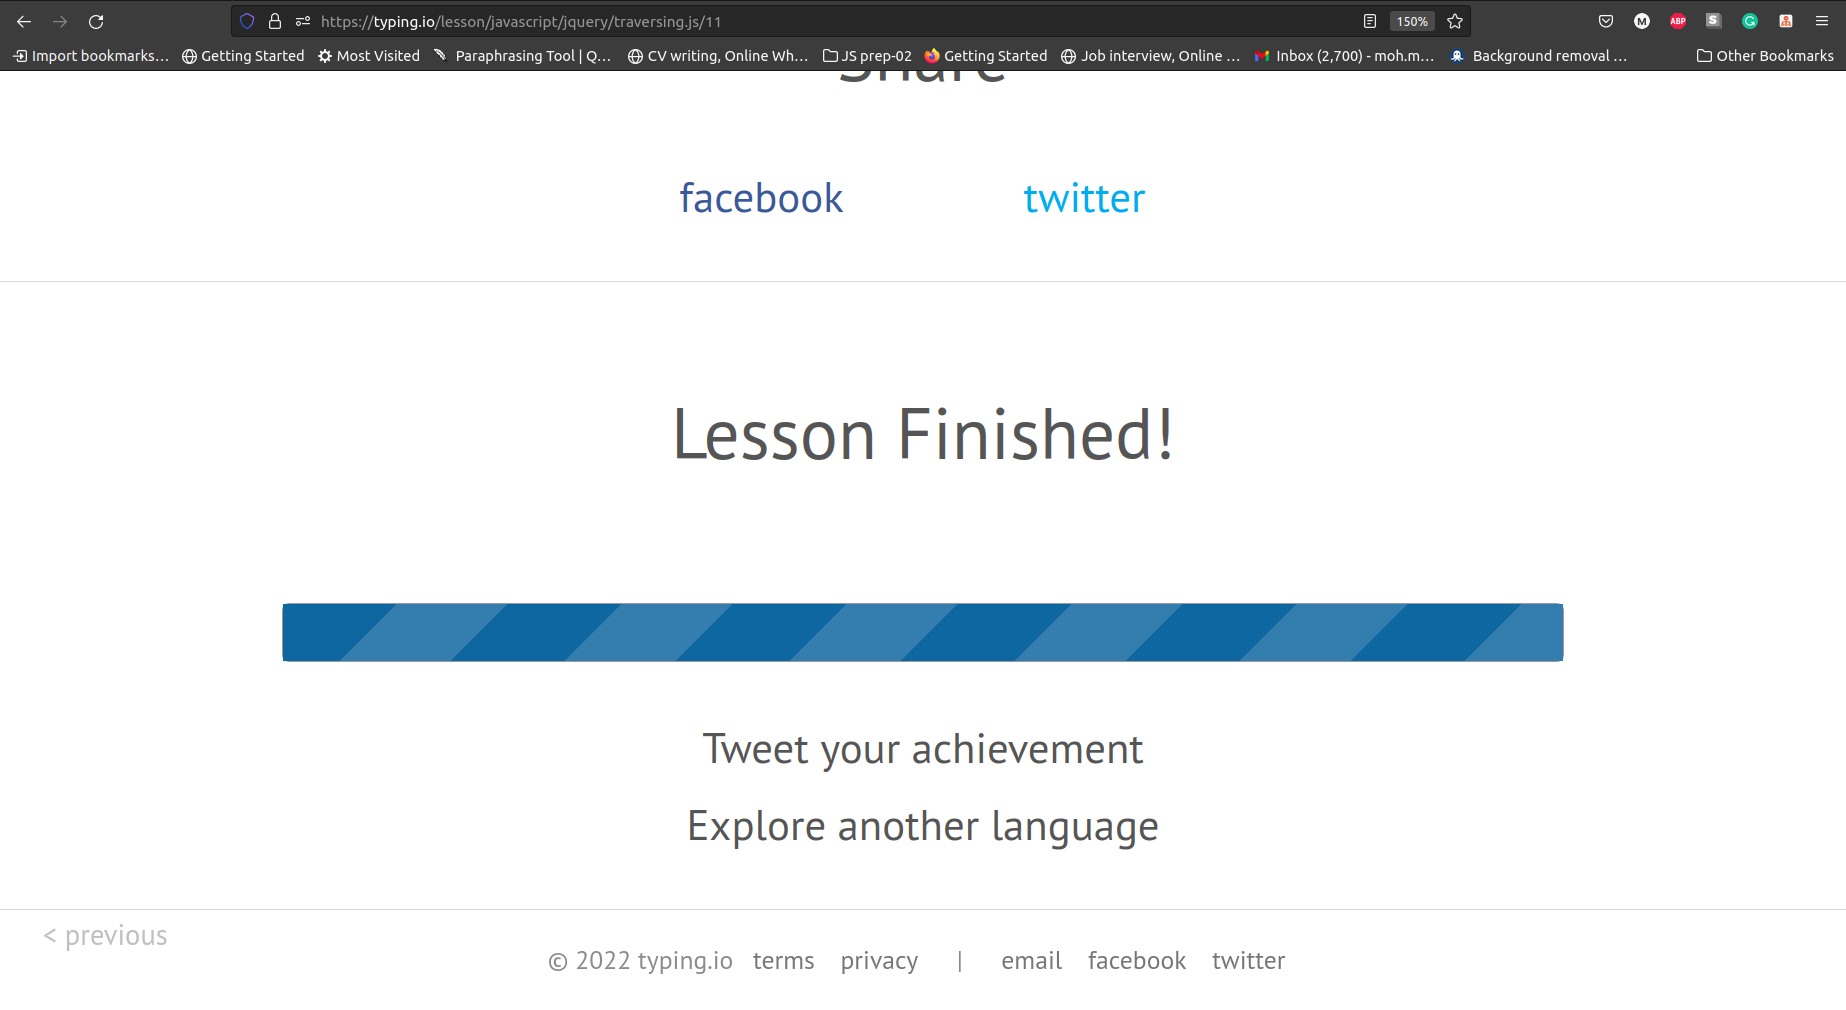 https://typing.io/lesson/javascript/jquery/traversing.js/11 150% M ABP S G
Import bookmarks... Getting Started Most Visited Paraphrasing Tool | Q... CV writing, Online Wh... JS prep-02 Getting Started Job interview, Online ... Inbox (2,700) - moh.m... Background removal ... Other Bookmarks
Share
facebook twitter
Lesson Finished!
Tweet your achievement
Explore another language
< previous
© 2022 typing.io terms privacy | email facebook twitter